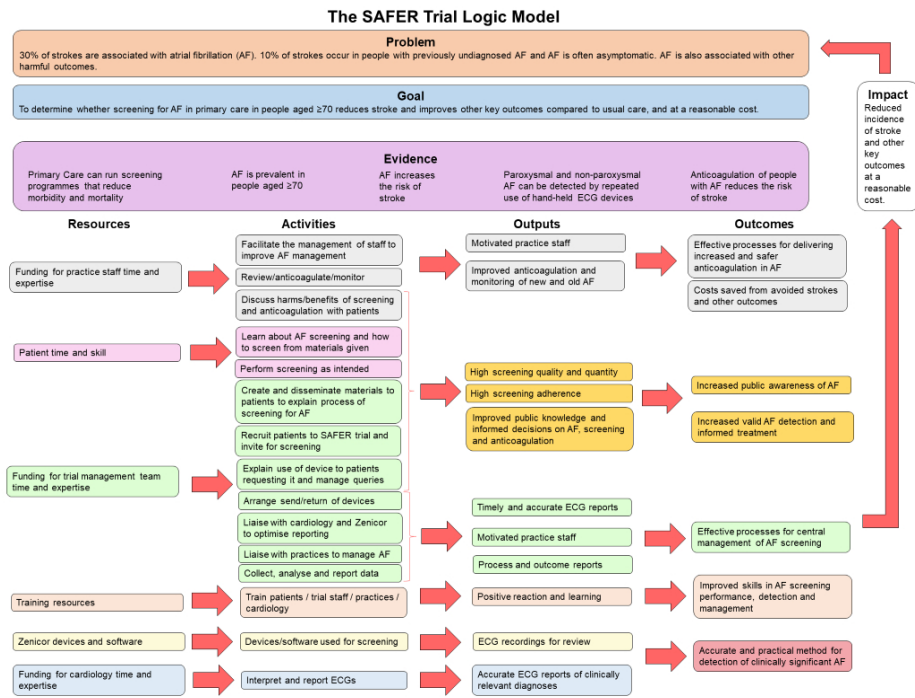 The SAFER Trial Logic Model
Problem
30% of strokes are associated with atrial fibrillation (AF). 10% of strokes occur in people with previously undiagnosed AF and AF is often asymptomatic. AF is also associated with other
harmful outcomes.
Goal
To determine whether screening for AF in primary care in people aged ≥70 reduces stroke and improves other key outcomes compared to usual care, and at a reasonable cost.
Impact
Reduced
incidence
of stroke
and other
key
outcomes
at a
reasonable
cost.
Evidence
Primary Care can run screening
programmes that reduce
morbidity and mortality
AF is prevalent in
people aged ≥70
AF increases
the risk of
stroke
Paroxysmal and non-paroxysmal
AF can be detected by repeated
use of hand-held ECG devices
Anticoagulation of people
with AF reduces the risk
of stroke
Resources
Activities
Outputs
Outcomes
Funding for practice staff time and
expertise
Facilitate the management of staff to
improve AF management
Review/anticoagulate/monitor
Discuss harms/benefits of screening
and anticoagulation with patients
Motivated practice staff
Improved anticoagulation and
monitoring of new and old AF
Effective processes for delivering
increased and safer
anticoagulation in AF
Costs saved from avoided strokes
and other outcomes
Patient time and skill
Learn about AF screening and how
to screen from materials given
Perform screening as intended
Create and disseminate materials to
patients to explain process of
screening for AF
Recruit patients to SAFER trial and
invite for screening
High screening quality and quantity
High screening adherence
Improved public knowledge and
informed decisions on AF, screening
and anticoagulation
Increased public awareness of AF
Increased valid AF detection and
informed treatment
Funding for trial management team
time and expertise
Explain use of device to patients
requesting it and manage queries
Arrange send/return of devices
Liaise with cardiology and Zenicor
to optimise reporting
Liaise with practices to manage AF
Collect, analyse and report data
Timely and accurate ECG reports
Motivated practice staff
Process and outcome reports
Effective processes for central
management of AF screening
Training resources
Train patients / trial staff / practices /
cardiology
Positive reaction and learning
Improved skills in AF screening
performance, detection and
management
Zenicor devices and software
Devices/software used for screening
ECG recordings for review
Accurate and practical method for
detection of clinically significant AF
Funding for cardiology time and
expertise
Interpret and report ECGs
Accurate ECG reports of clinically
relevant diagnoses